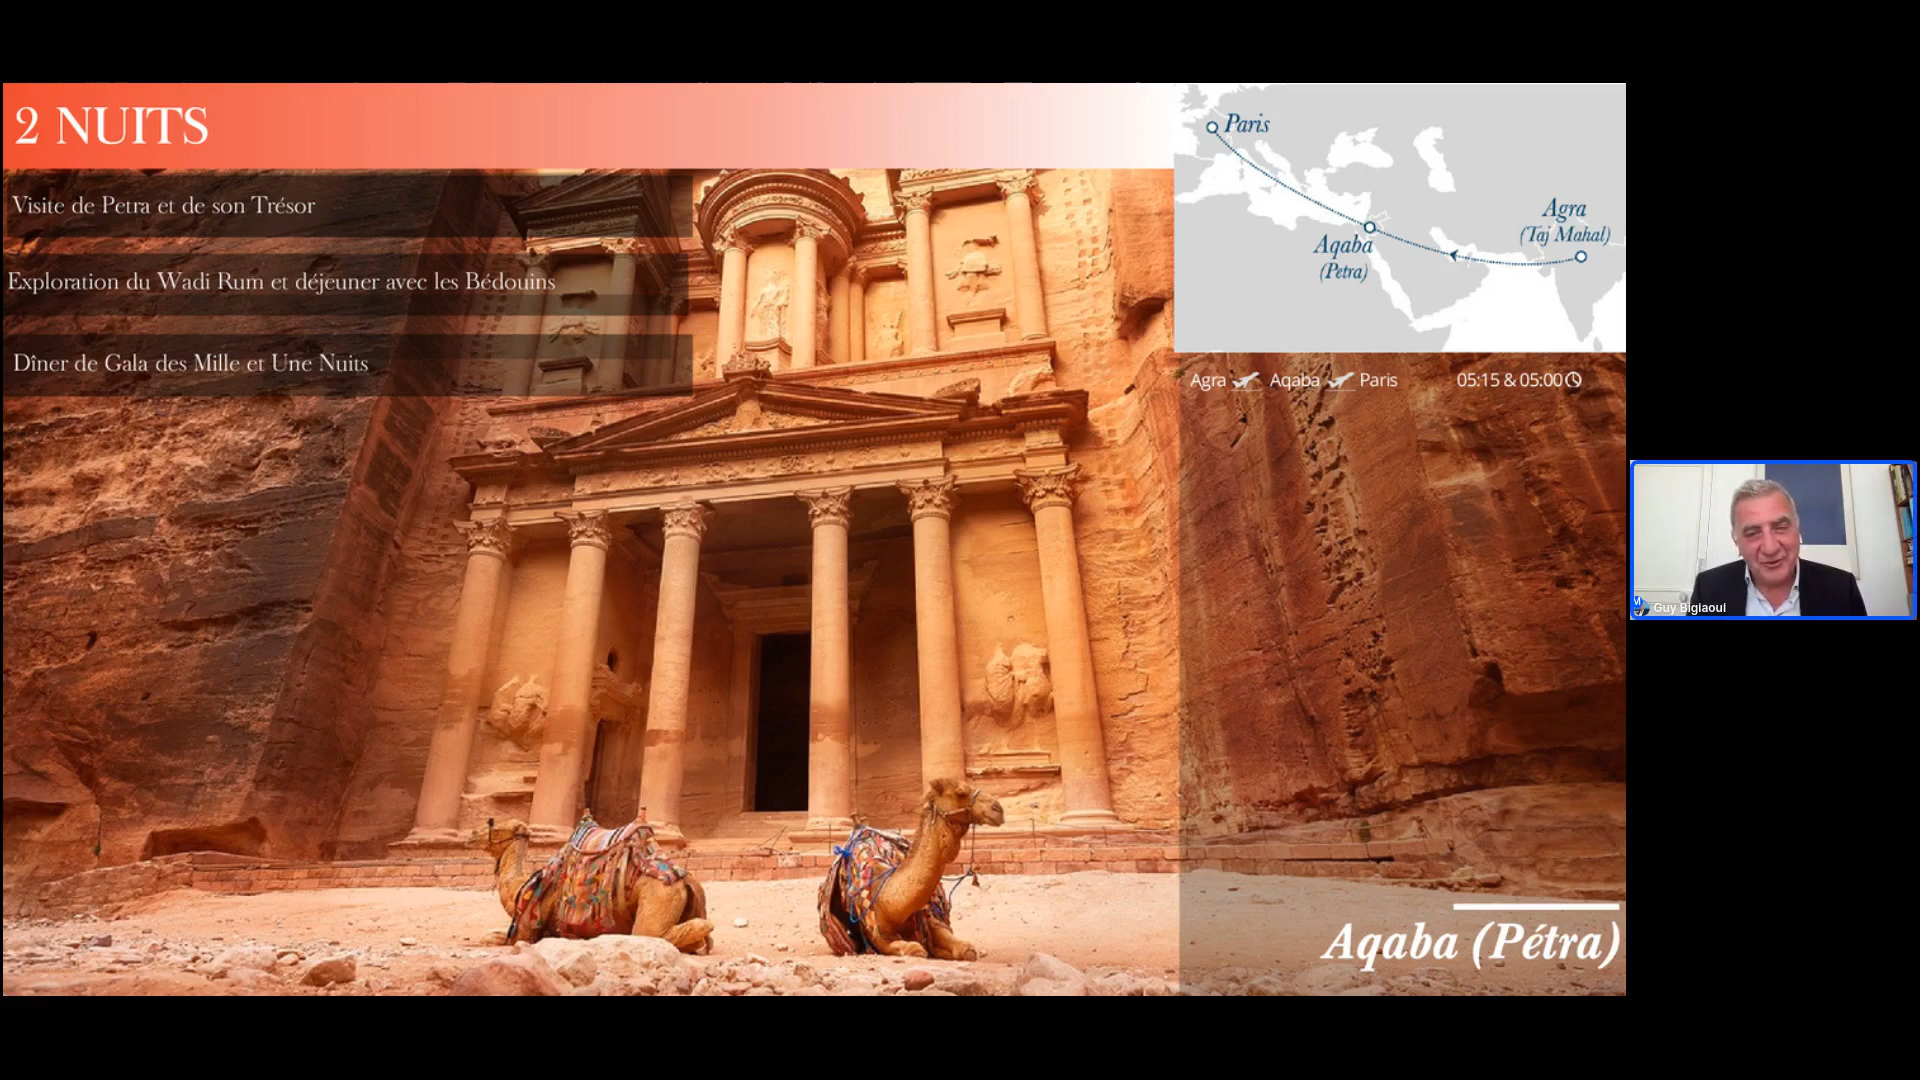 2 NUITS
Visite de Petra et de son Trésor
Exploration du Wadi Rum et déjeuner avec les Bédouins
Dîner de Gala des Mille et Une Nuits
Paris
Agra
(Taj Mahal)
Aqaba
(Petra)
Agra Aqaba Paris 05:15 & 05:00
Guy Bigiaoui
Aqaba (Pétra)